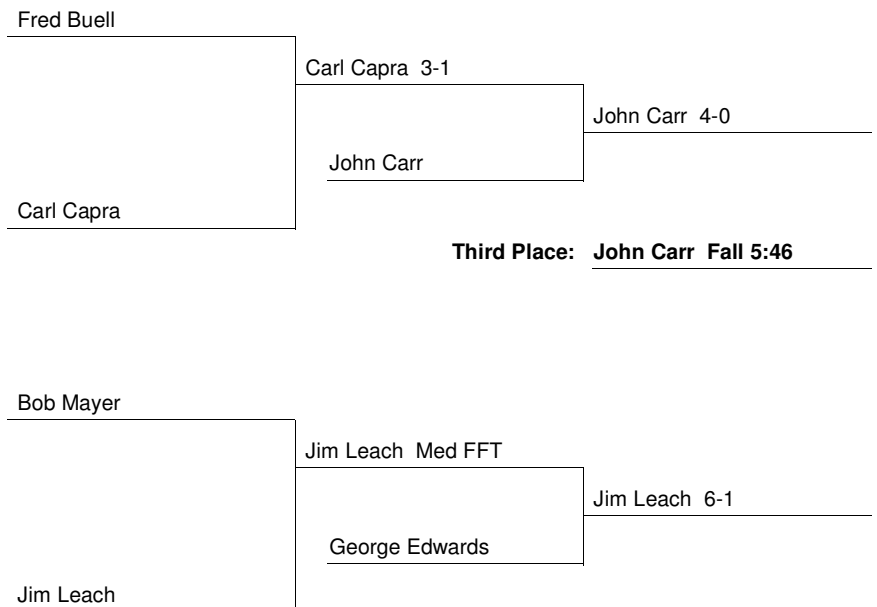 Fred Buell
Carl Capra 3-1
John Carr 4-0
John Carr
Carl Capra
Third Place: John Carr Fall 5:46
Bob Mayer
Jim Leach Med FFT
Jim Leach 6-1
George Edwards
Jim Leach